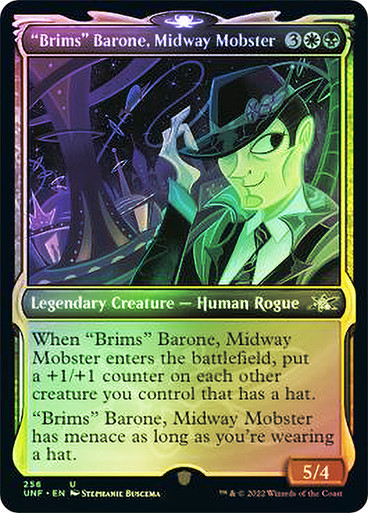 “Brims” Barone, Midway Mobster 3
Legendary Creature — Human Rogue
When “Brims” Barone, Midway
Mobster enters the battlefield, put
a +1/+1 counter on each other
creature you control that has a hat.
“Brims” Barone, Midway Mobster
has menace as long as you’re wearing
a hat.
5/4
256 U
UNF • EN Stephanie Buscema
™ & © 2022 Wizards of the Coast